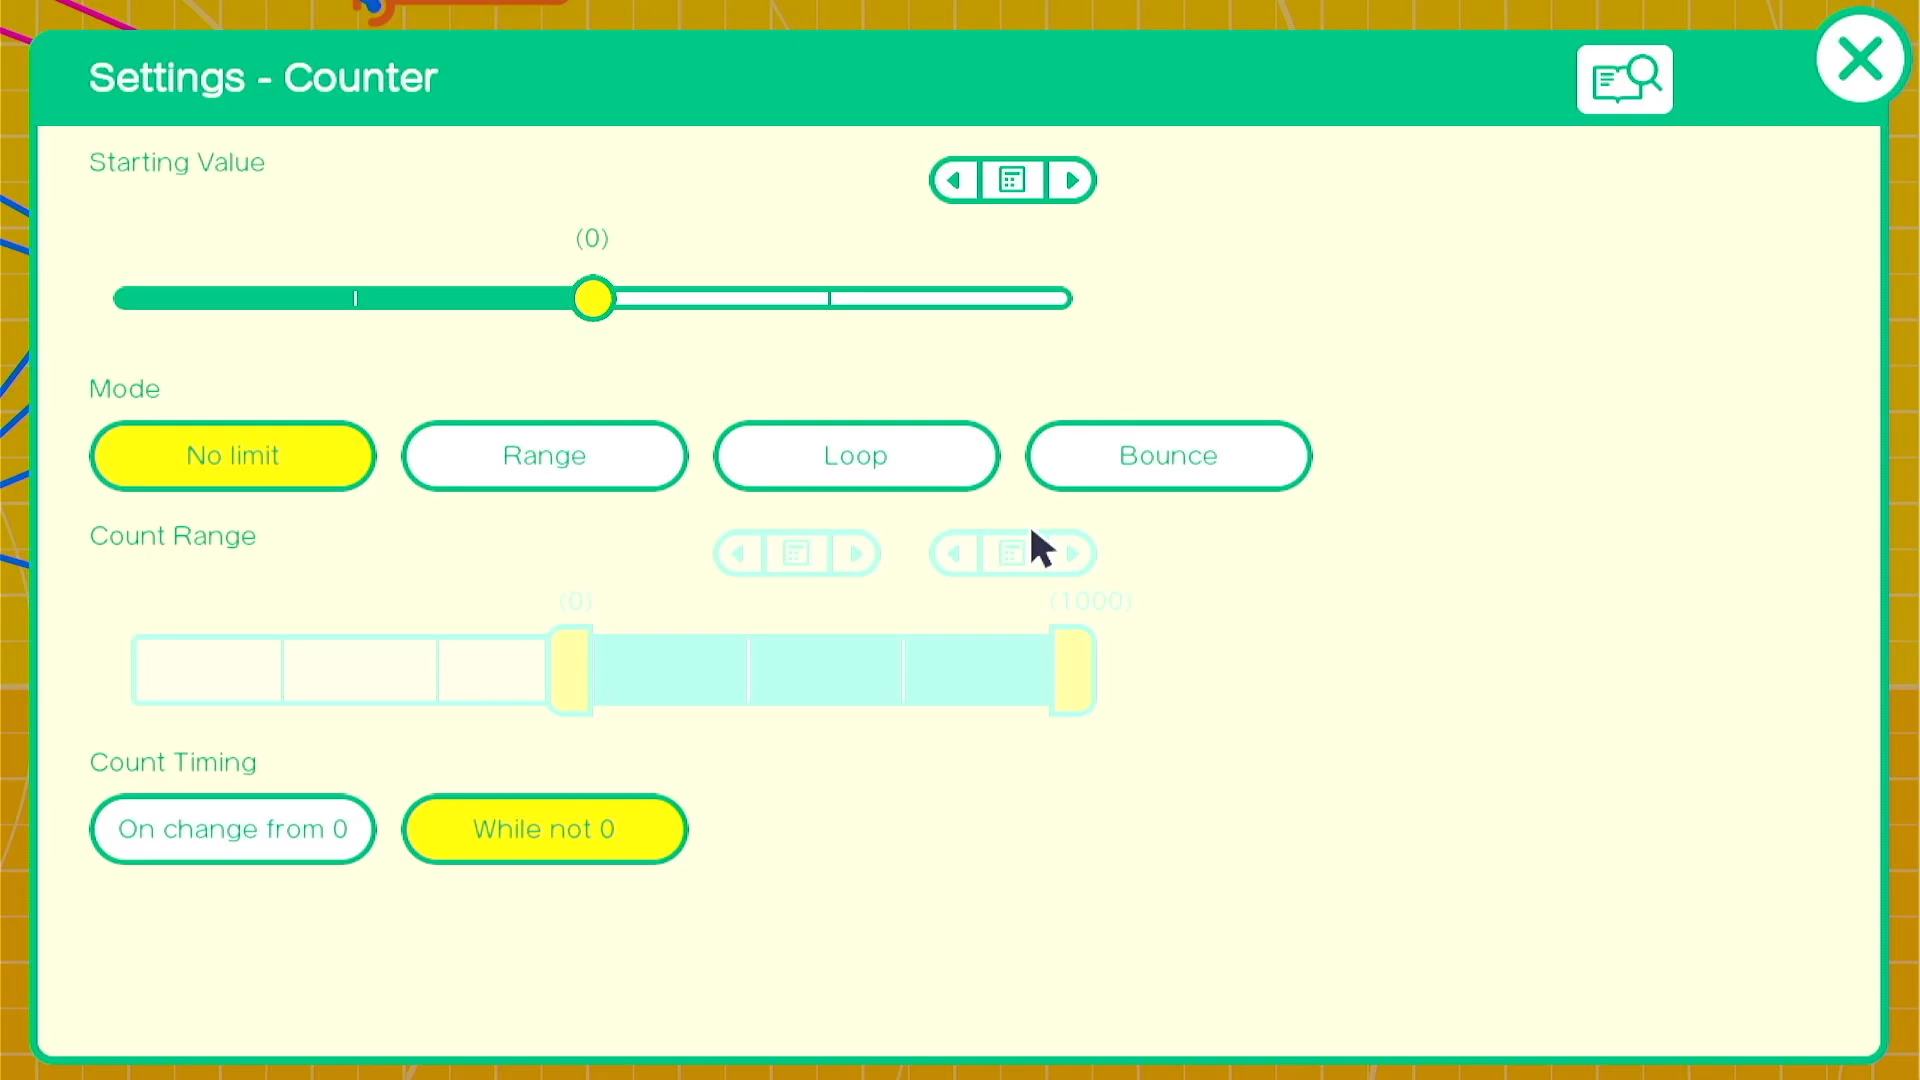 Settings - Counter
Starting Value
(0)
Mode
No limit
Range
Loop
Bounce
Count Range
(0)
(1000)
Count Timing
On change from 0
While not 0